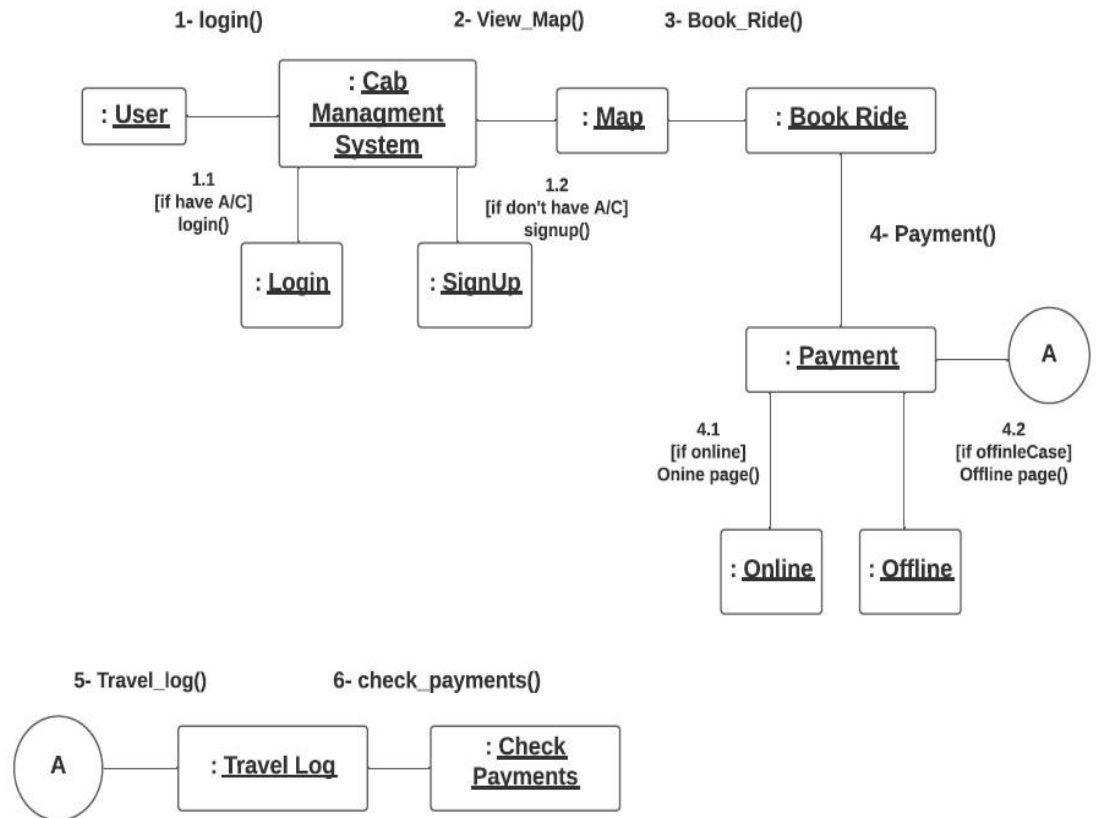 1- login()
2- View_Map()
3- Book_Ride()
: User
: Cab
Managment
System
: Map
: Book Ride
1.1
[if have A/C]
login()
1.2
[if don't have A/C]
signup()
4- Payment()
: Login
: SignUp
: Payment
A
4.1
[if online]
Onine page()
4.2
[if offinleCase]
Offline page()
: Online
: Offline
5- Travel_log()
6- check_payments()
A
: Travel Log
: Check
Payments